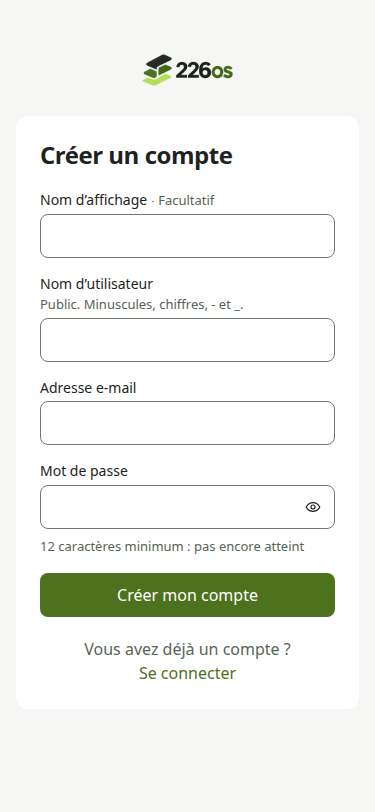 226os
Créer un compte
Nom d’affichage · Facultatif
Nom d’utilisateur
Public. Minuscules, chiffres, - et _.
Adresse e-mail
Mot de passe
12 caractères minimum : pas encore atteint
Créer mon compte
Vous avez déjà un compte ?
Se connecter